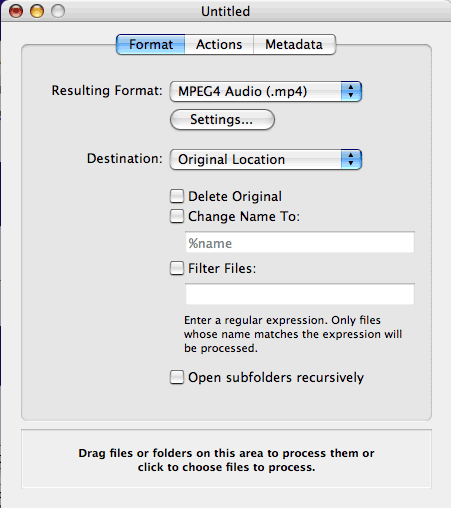 Untitled
Format Actions Metadata
Resulting Format: MPEG4 Audio (.mp4)
Settings...
Destination: Original Location
Delete Original
Change Name To:
%name
Filter Files:
Enter a regular expression. Only files
whose name matches the expression will
be processed.
Open subfolders recursively
Drag files or folders on this area to process them or
click to choose files to process.